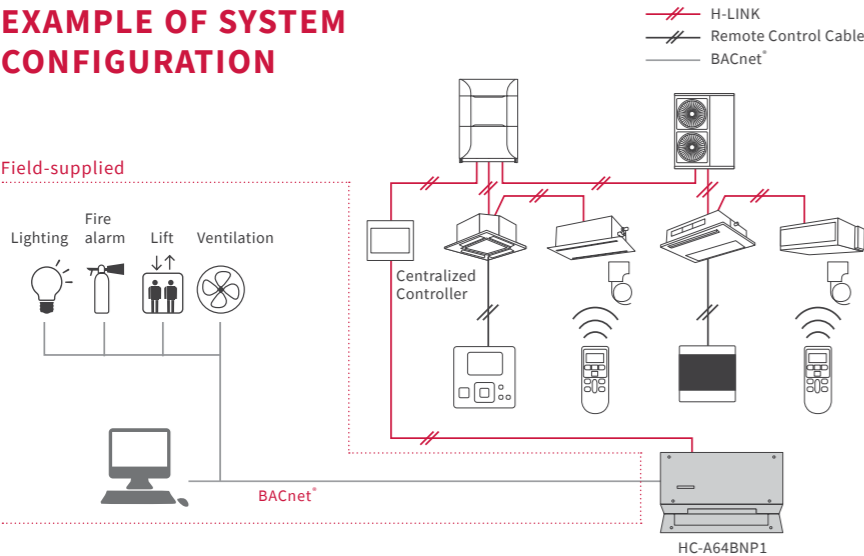 EXAMPLE OF SYSTEM
CONFIGURATION
H-LINK
Remote Control Cable
BACnet®
Field-supplied
Lighting
Fire
alarm
Lift
Ventilation
Centralized
Controller
BACnet®
HC-A64BNP1